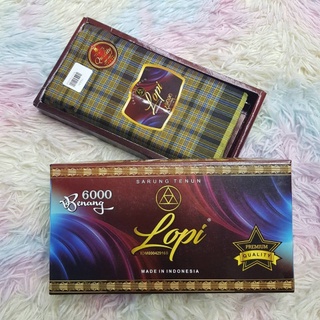 Lopi
SARUNG TENUN
6000
Benang
Lopi
PREMIUM
QUALITY
MADE IN INDONESIA